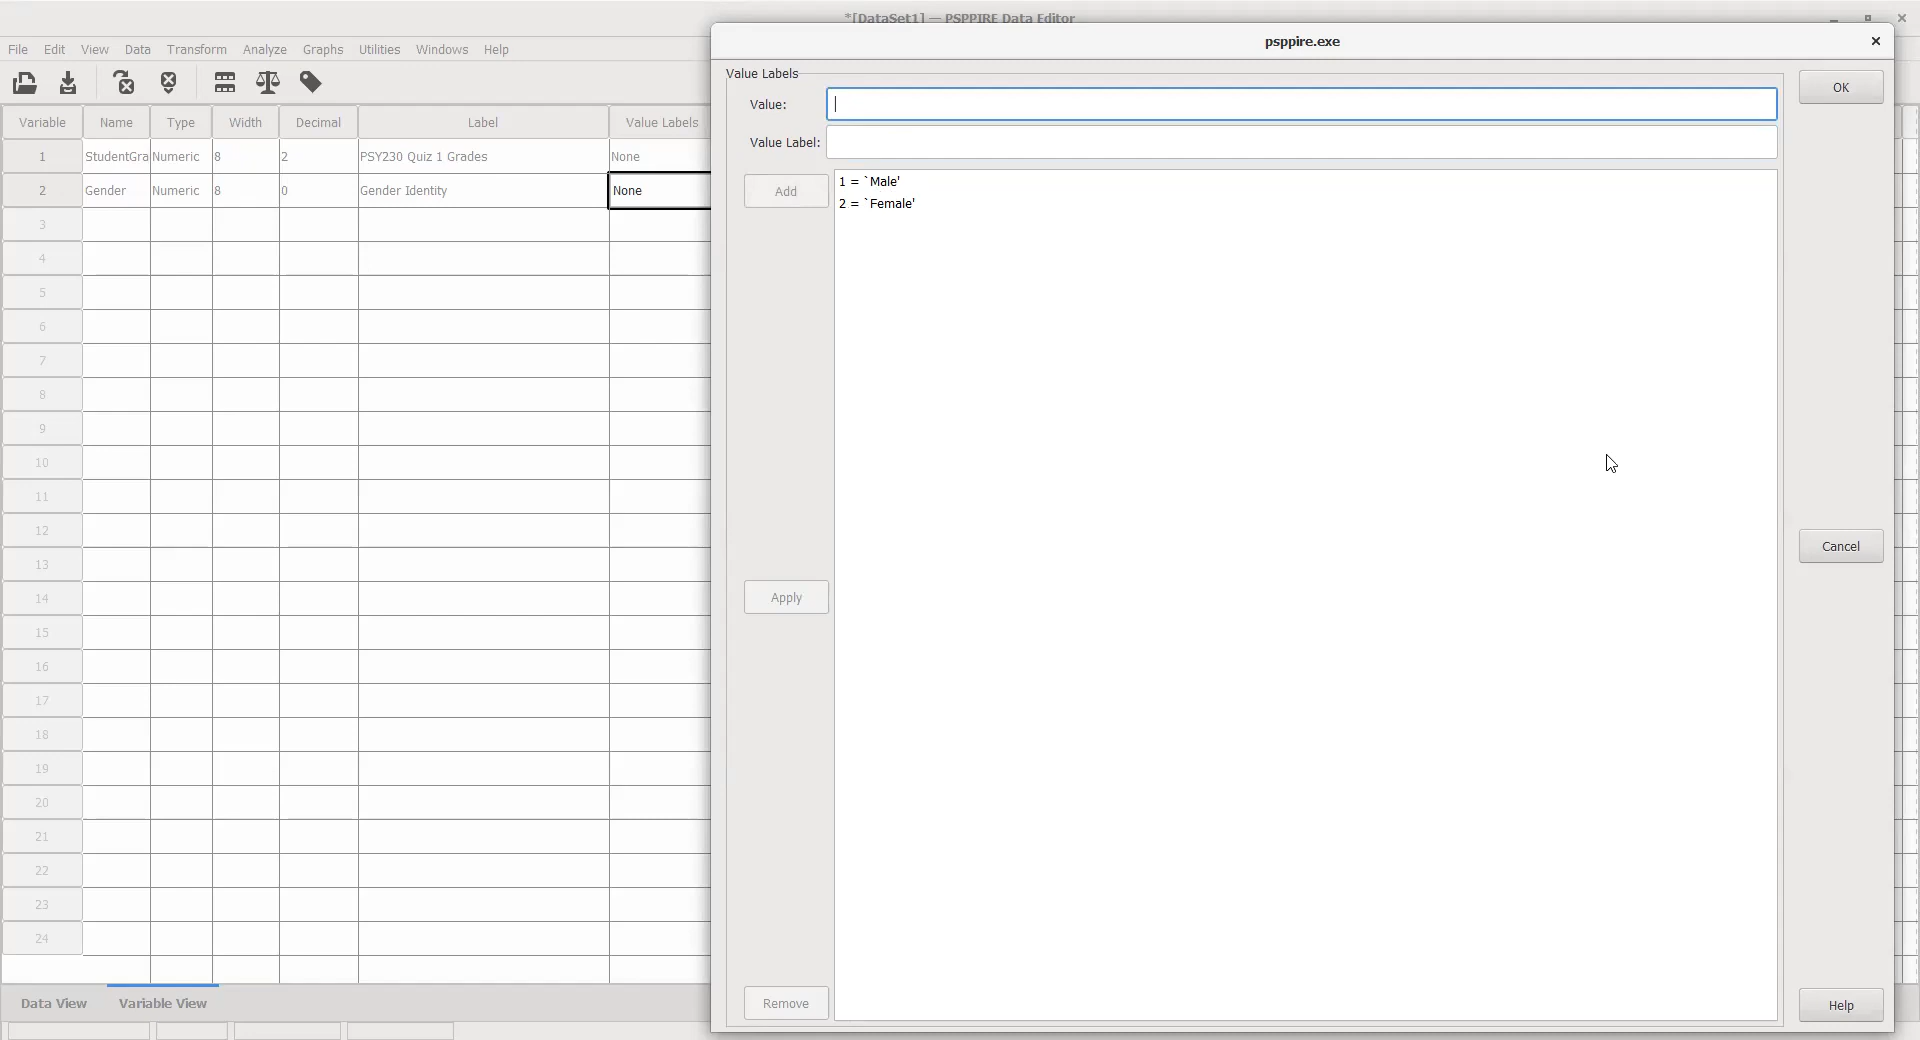 *[DataSet1] — PSPPIRE Data Editor
File Edit View Data Transform Analyze Graphs Utilities Windows Help
Variable Name Type Width Decimal Label Value Labels
1 StudentGra Numeric 8 2 PSY230 Quiz 1 Grades None
2 Gender Numeric 8 0 Gender Identity None
3
4
5
6
7
8
9
10
11
12
13
14
15
16
17
18
19
20
21
22
23
24
Data View Variable View
psppire.exe
Value Labels
Value:
Value Label:
Add
1 = `Male'
2 = `Female'
Apply
Remove
OK
Cancel
Help